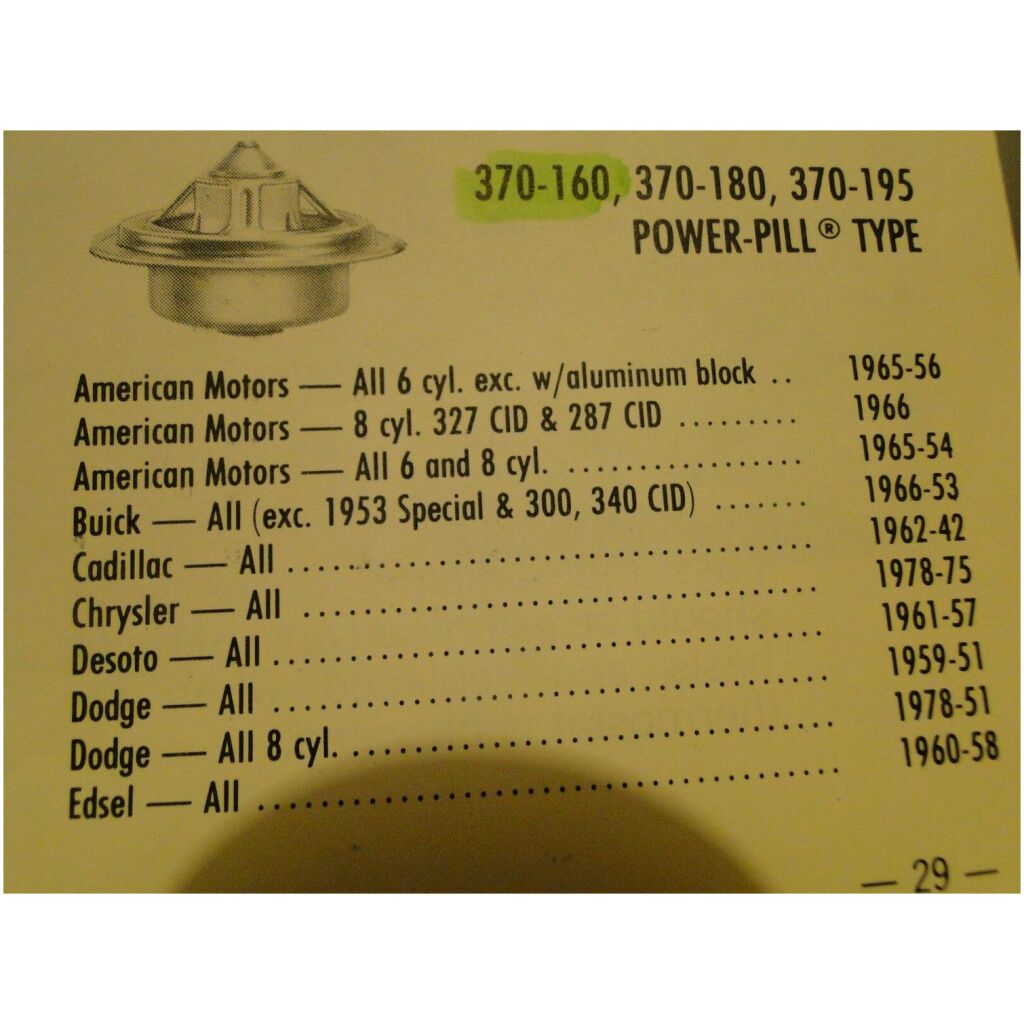 370-160, 370-180, 370-195
POWER-PILL® TYPE
American Motors — All 6 cyl. exc. w/aluminum block .. 1965-56
American Motors — 8 cyl. 327 CID & 287 CID ......... 1966
American Motors — All 6 and 8 cyl. .................. 1965-54
Buick — All (exc. 1953 Special & 300, 340 CID) ....... 1966-53
Cadillac — All ........................................ 1962-42
Chrysler — All ....................................... 1978-75
Desoto — All ......................................... 1961-57
Dodge — All ......................................... 1959-51
Dodge — All 8 cyl. ................................... 1978-51
Edsel — All .......................................... 1960-58
— 29 —